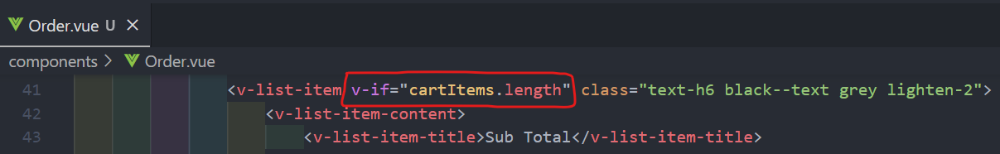 Order.vue U ×
components > Order.vue
41 <v-list-item v-if="cartItems.length" class="text-h6 black--text grey lighten-2">
42 <v-list-item-content>
43 <v-list-item-title>Sub Total</v-list-item-title>